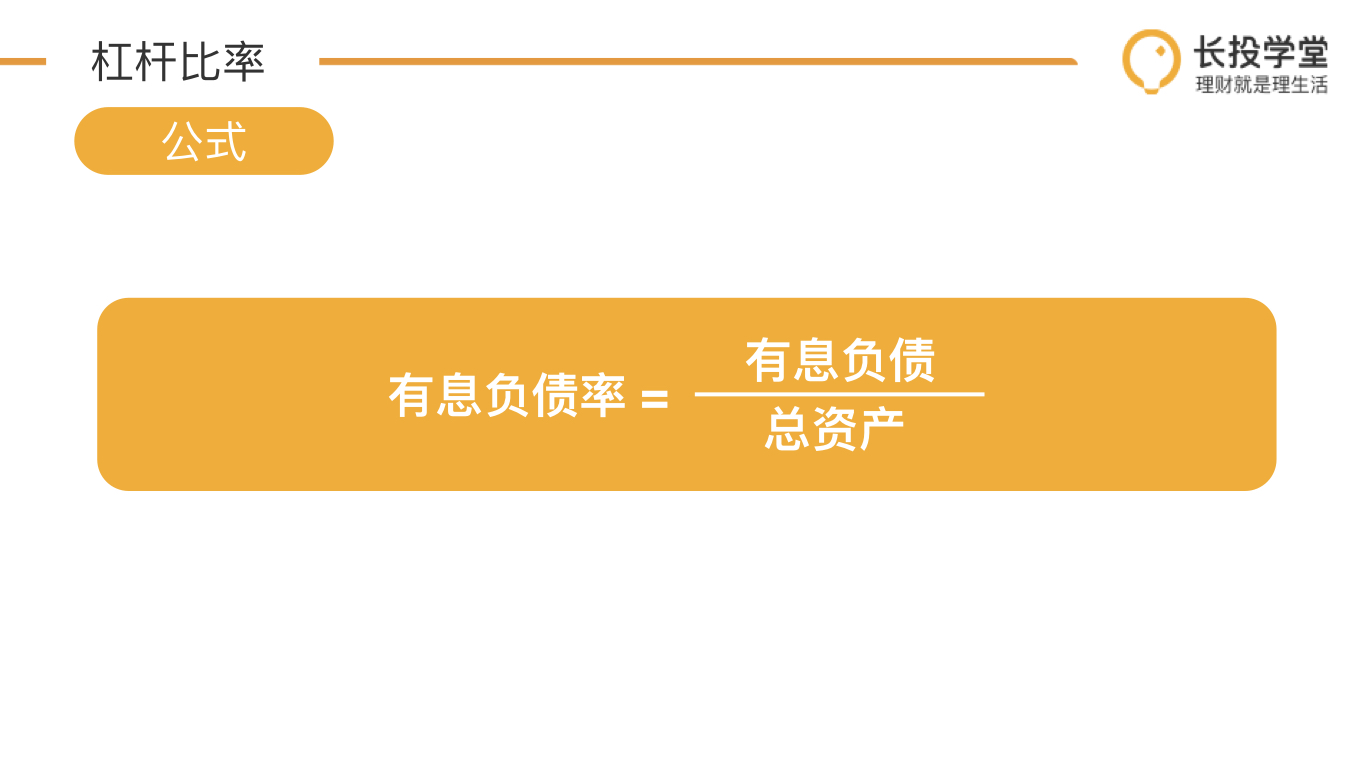 杠杆比率
长投学堂
理财就是理生活
公式
有息负债率 = 有息负债
总资产